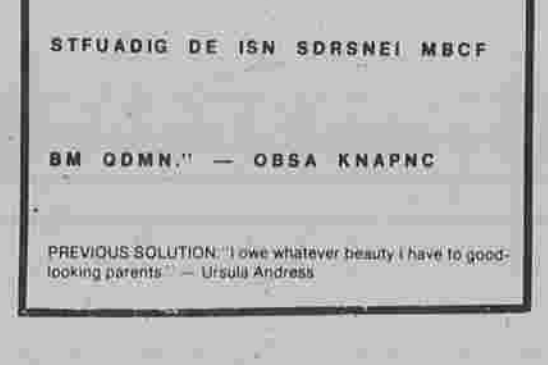 STFUADIG DE ISN SDRSNEI MBCF
BM QDMN." — OBSA KNAPNC
PREVIOUS SOLUTION: "I owe whatever beauty I have to good-
looking parents." — Ursula Andress